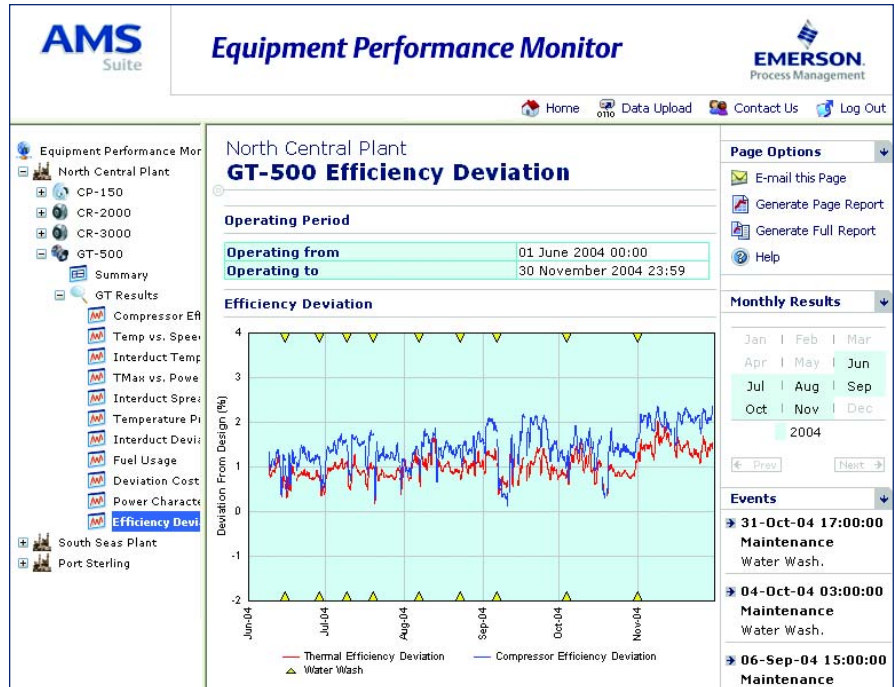 AMS
Suite
Equipment Performance Monitor
EMERSON.
Process Management
Home
Data Upload
Contact Us
Log Out
Equipment Performance Mor
North Central Plant
CP-150
CR-2000
CR-3000
GT-500
Summary
GT Results
Compressor Eff
Temp vs. Spee
Interduct Temp
TMax vs. Powe
Interduct Sprea
Temperature Pr
Interduct Devia
Fuel Usage
Deviation Cost
Power Characte
Efficiency Devi
South Seas Plant
Port Sterling
North Central Plant
GT-500 Efficiency Deviation
Operating Period
Operating from 01 June 2004 00:00
Operating to 30 November 2004 23:59
Efficiency Deviation
Deviation From Design (%)
4
3
2
1
0
-1
-2
Jun-04
Jul-04
Aug-04
Sep-04
Oct-04
Nov-04
Thermal Efficiency Deviation
Compressor Efficiency Deviation
Water Wash
Page Options
E-mail this Page
Generate Page Report
Generate Full Report
Help
Monthly Results
Jan | Feb | Mar
Apr | May | Jun
Jul | Aug | Sep
Oct | Nov | Dec
2004
Prev
Next
Events
31-Oct-04 17:00:00
Maintenance
Water Wash.
04-Oct-04 03:00:00
Maintenance
Water Wash.
06-Sep-04 15:00:00
Maintenance